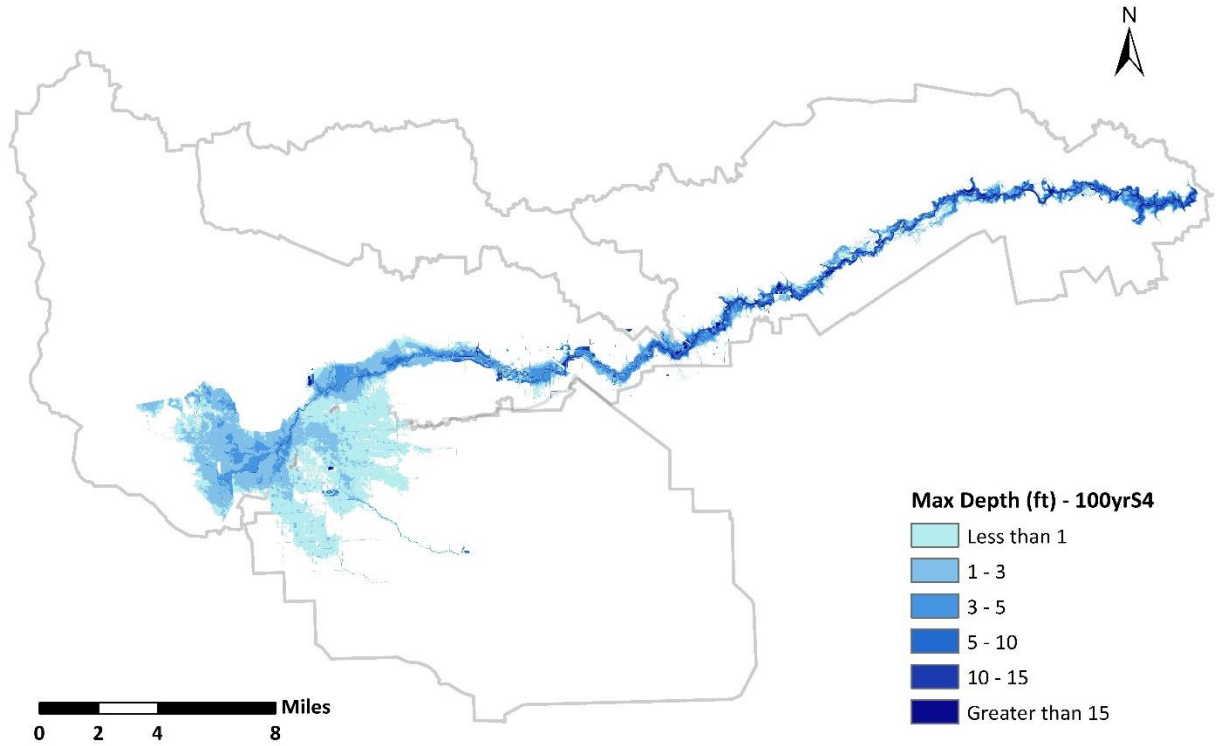 N
Max Depth (ft) - 100yrS4
Less than 1
1 - 3
3 - 5
5 - 10
10 - 15
Greater than 15
Miles
0 2 4 8